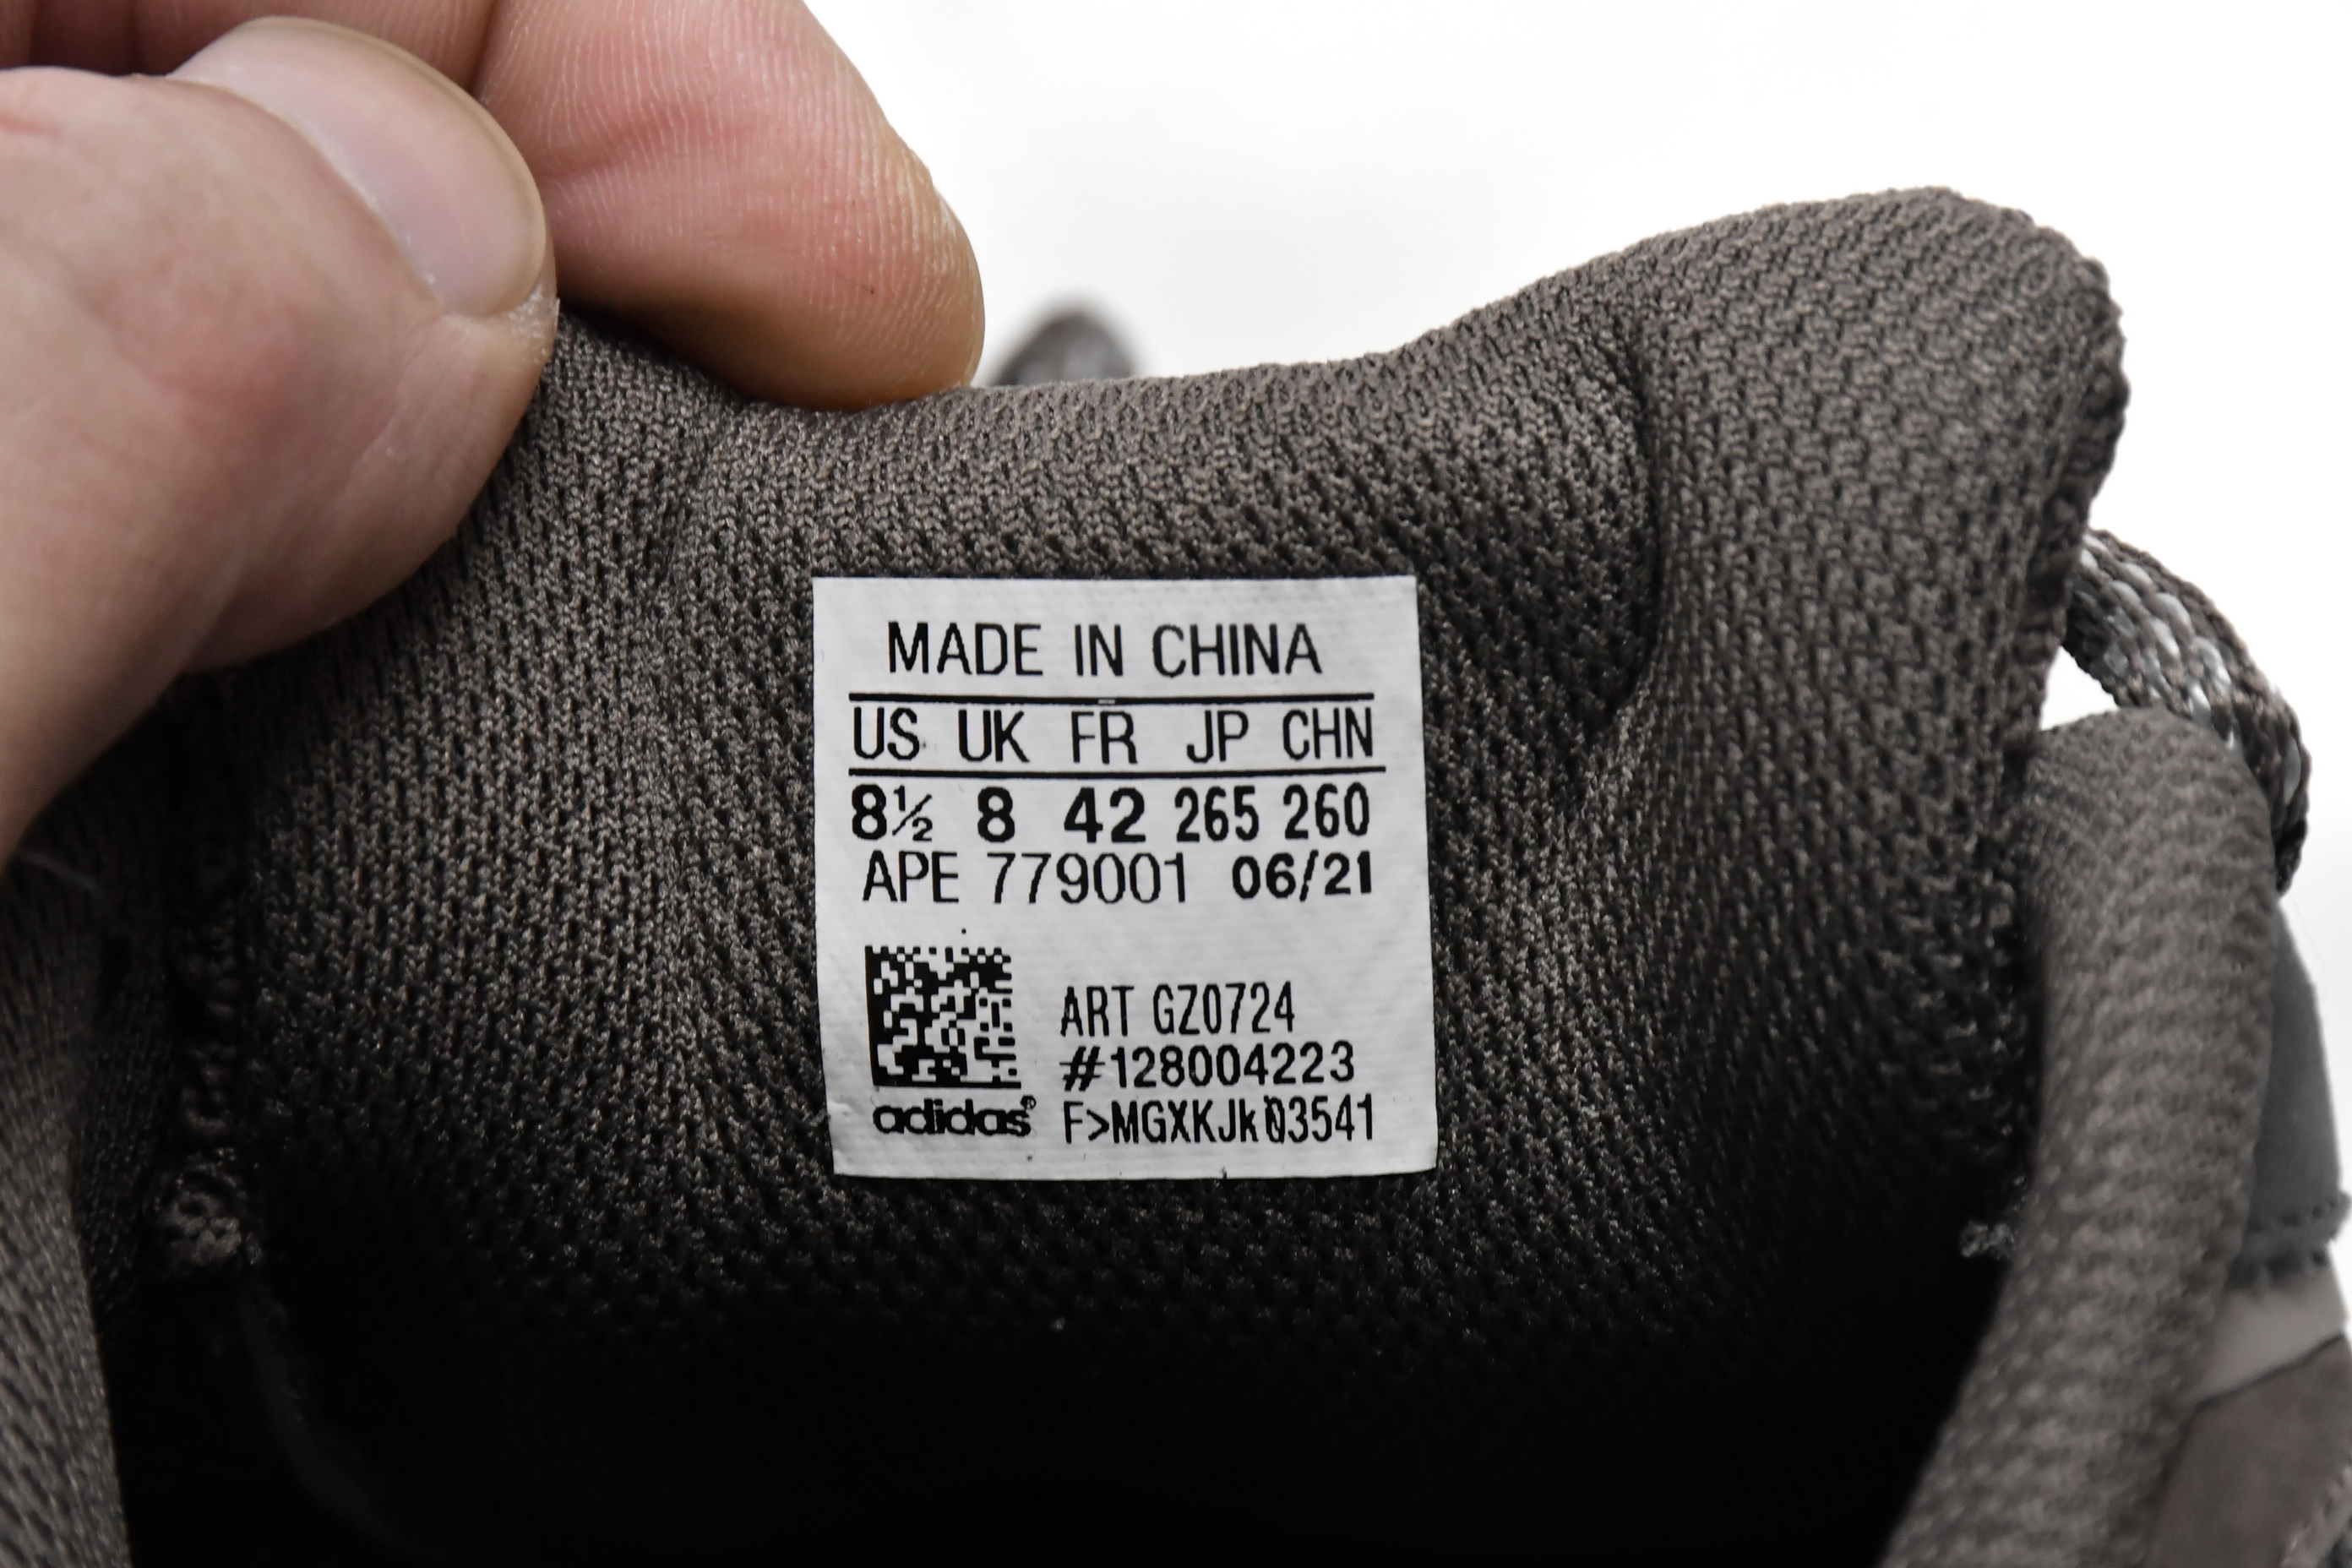 MADE IN CHINA
US UK FR JP CHN
8½ 8 42 265 260
APE 779001 06/21
ART GZ0724
#128004223
adidas® F>MGXKJk03541